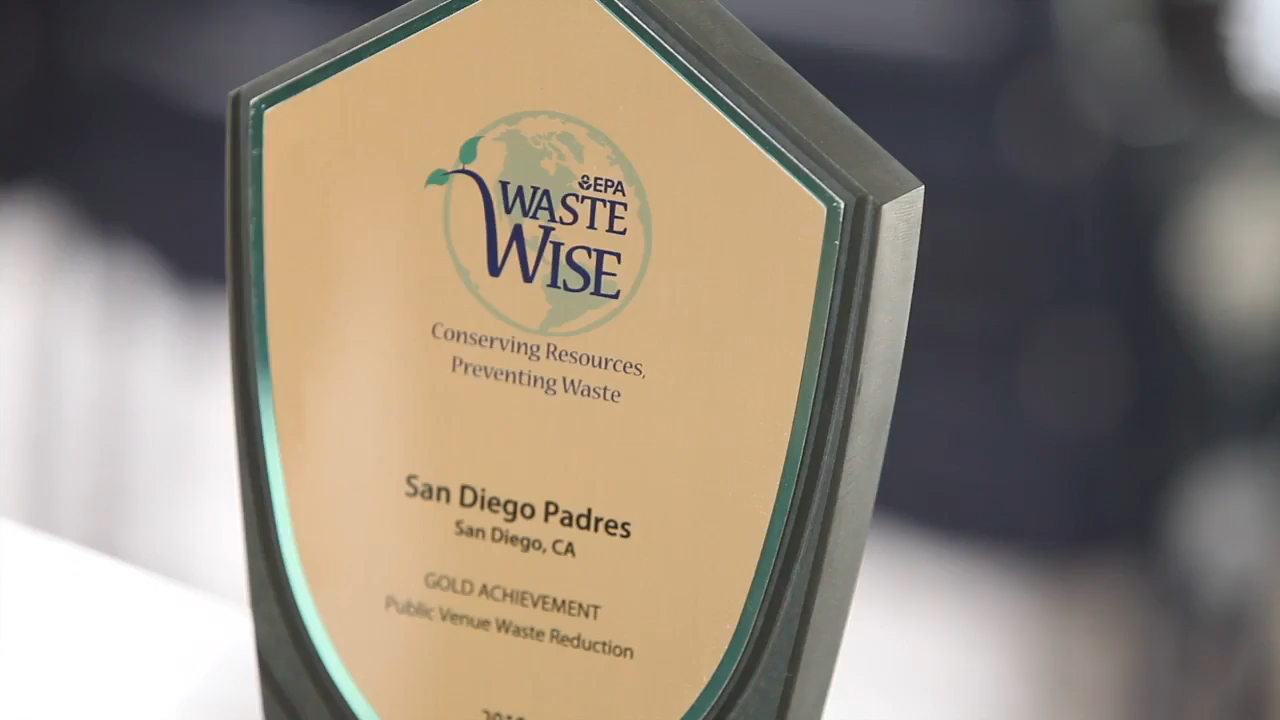 EPA
WASTE
WISE
Conserving Resources,
Preventing Waste
San Diego Padres
San Diego, CA
GOLD ACHIEVEMENT
Public Venue Waste Reduction